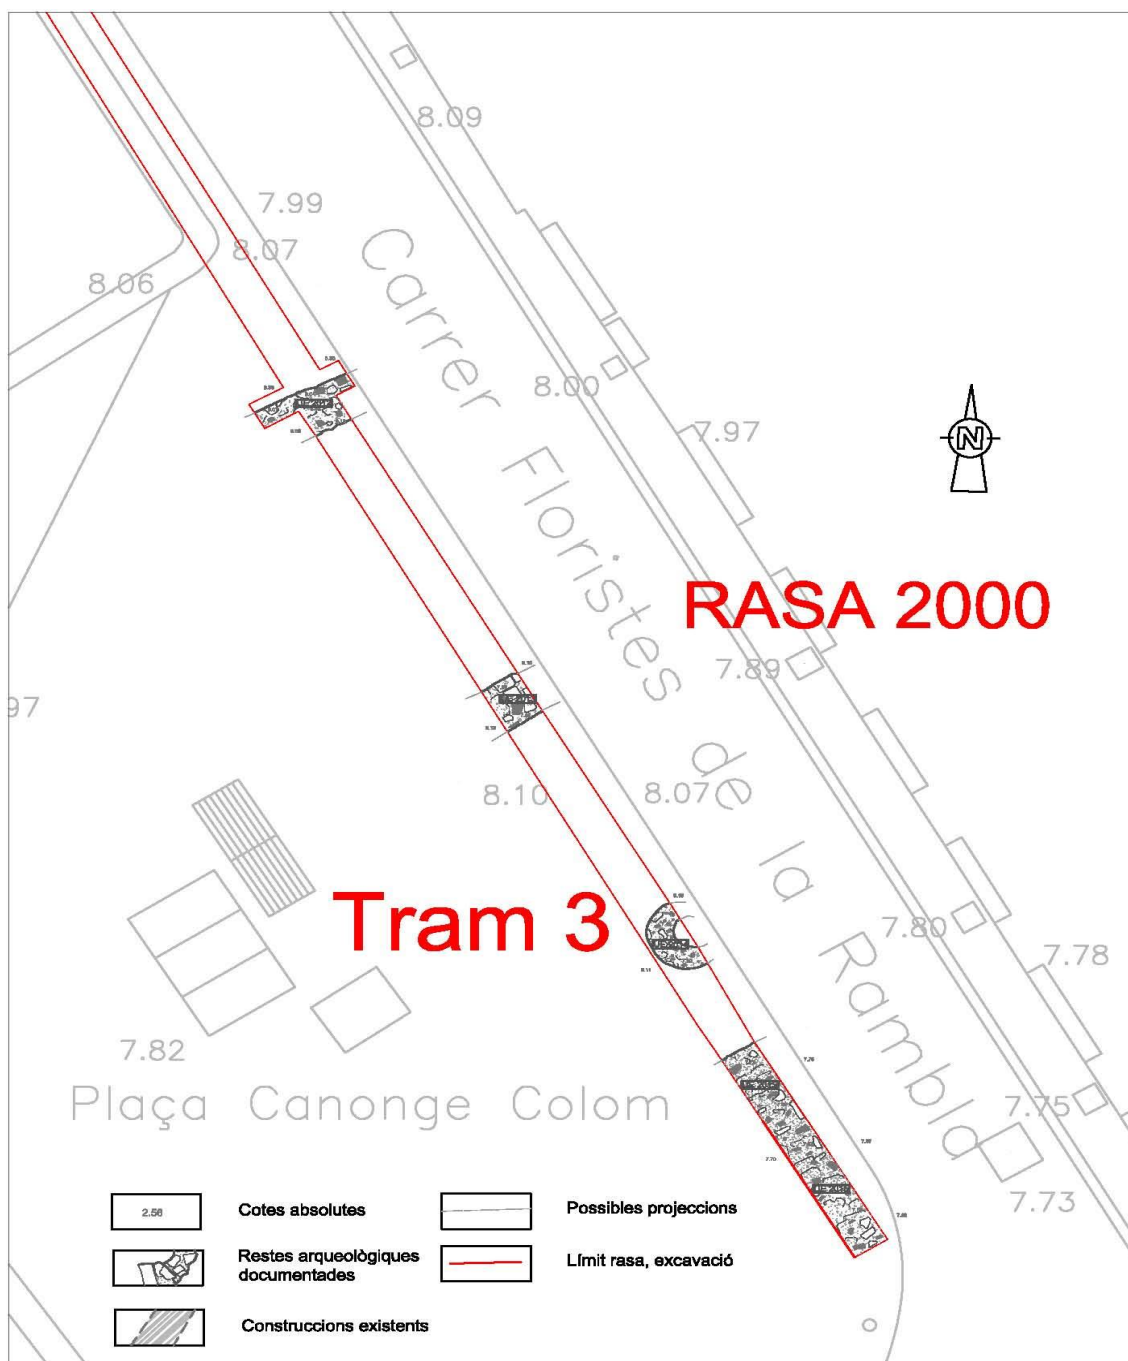 8.09
7.99
8.07
8.06
Carrer Floristes de la Rambla
8.00
7.97
N
RASA 2000
7.89
97
8.10
8.07
Tram 3
7.80
7.78
7.82
Plaça Canonge Colom
7.75
7.73
2.56
Cotes absolutes
Possibles projeccions
Restes arqueològiques
documentades
Límit rasa, excavació
Construccions existents